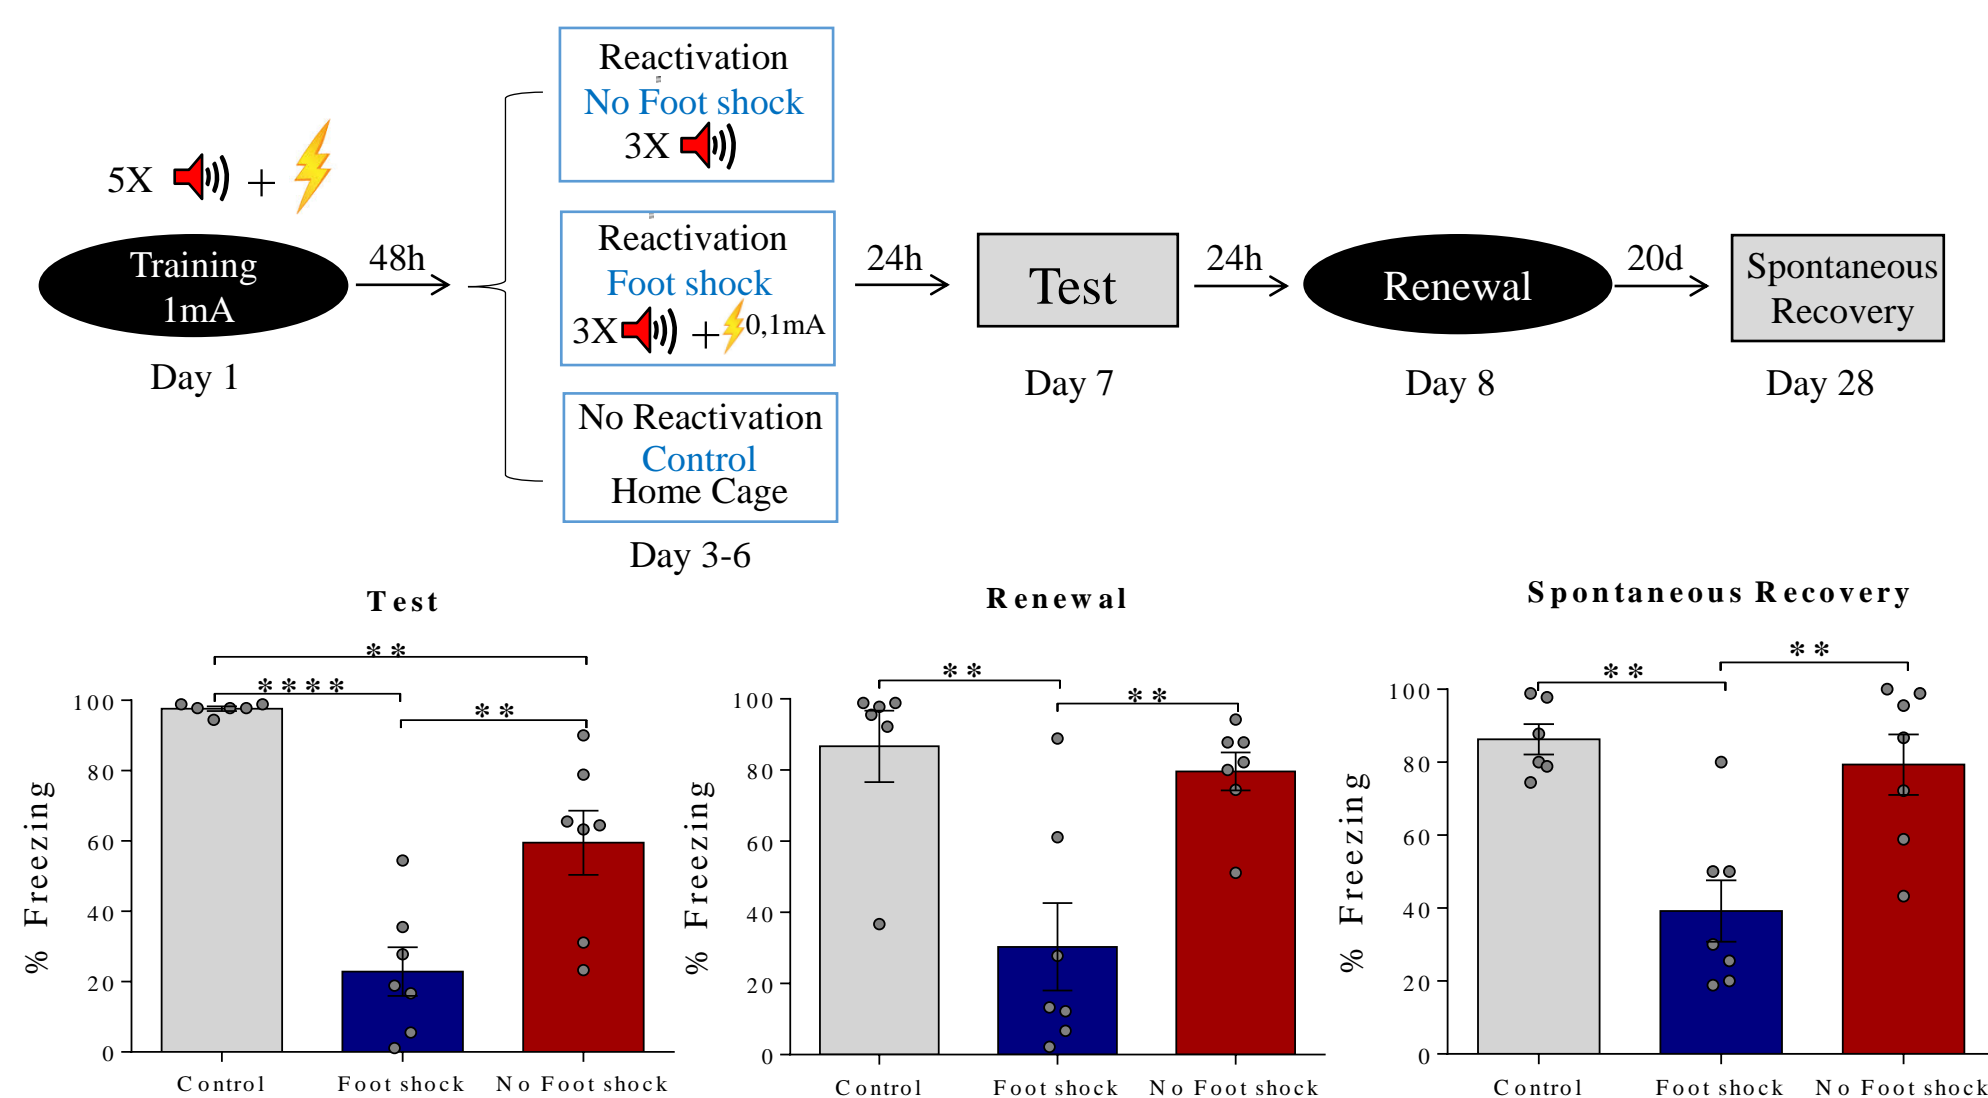 Reactivation
No Foot shock
3X
5X +
Training
1mA
Day 1
48h
Reactivation
Foot shock
3X + 0,1mA
No Reactivation
Control
Home Cage
Day 3-6
24h
Test
Day 7
24h
Renewal
Day 8
20d
Spontaneous
Recovery
Day 28
Test
% Freezing
100
80
60
40
20
0
**
****
**
Control Foot shock No Foot shock
Renewal
% Freezing
100
80
60
40
20
0
**
**
Control Foot shock No Foot shock
Spontaneous Recovery
% Freezing
100
80
60
40
20
0
**
**
Control Foot shock No Foot shock